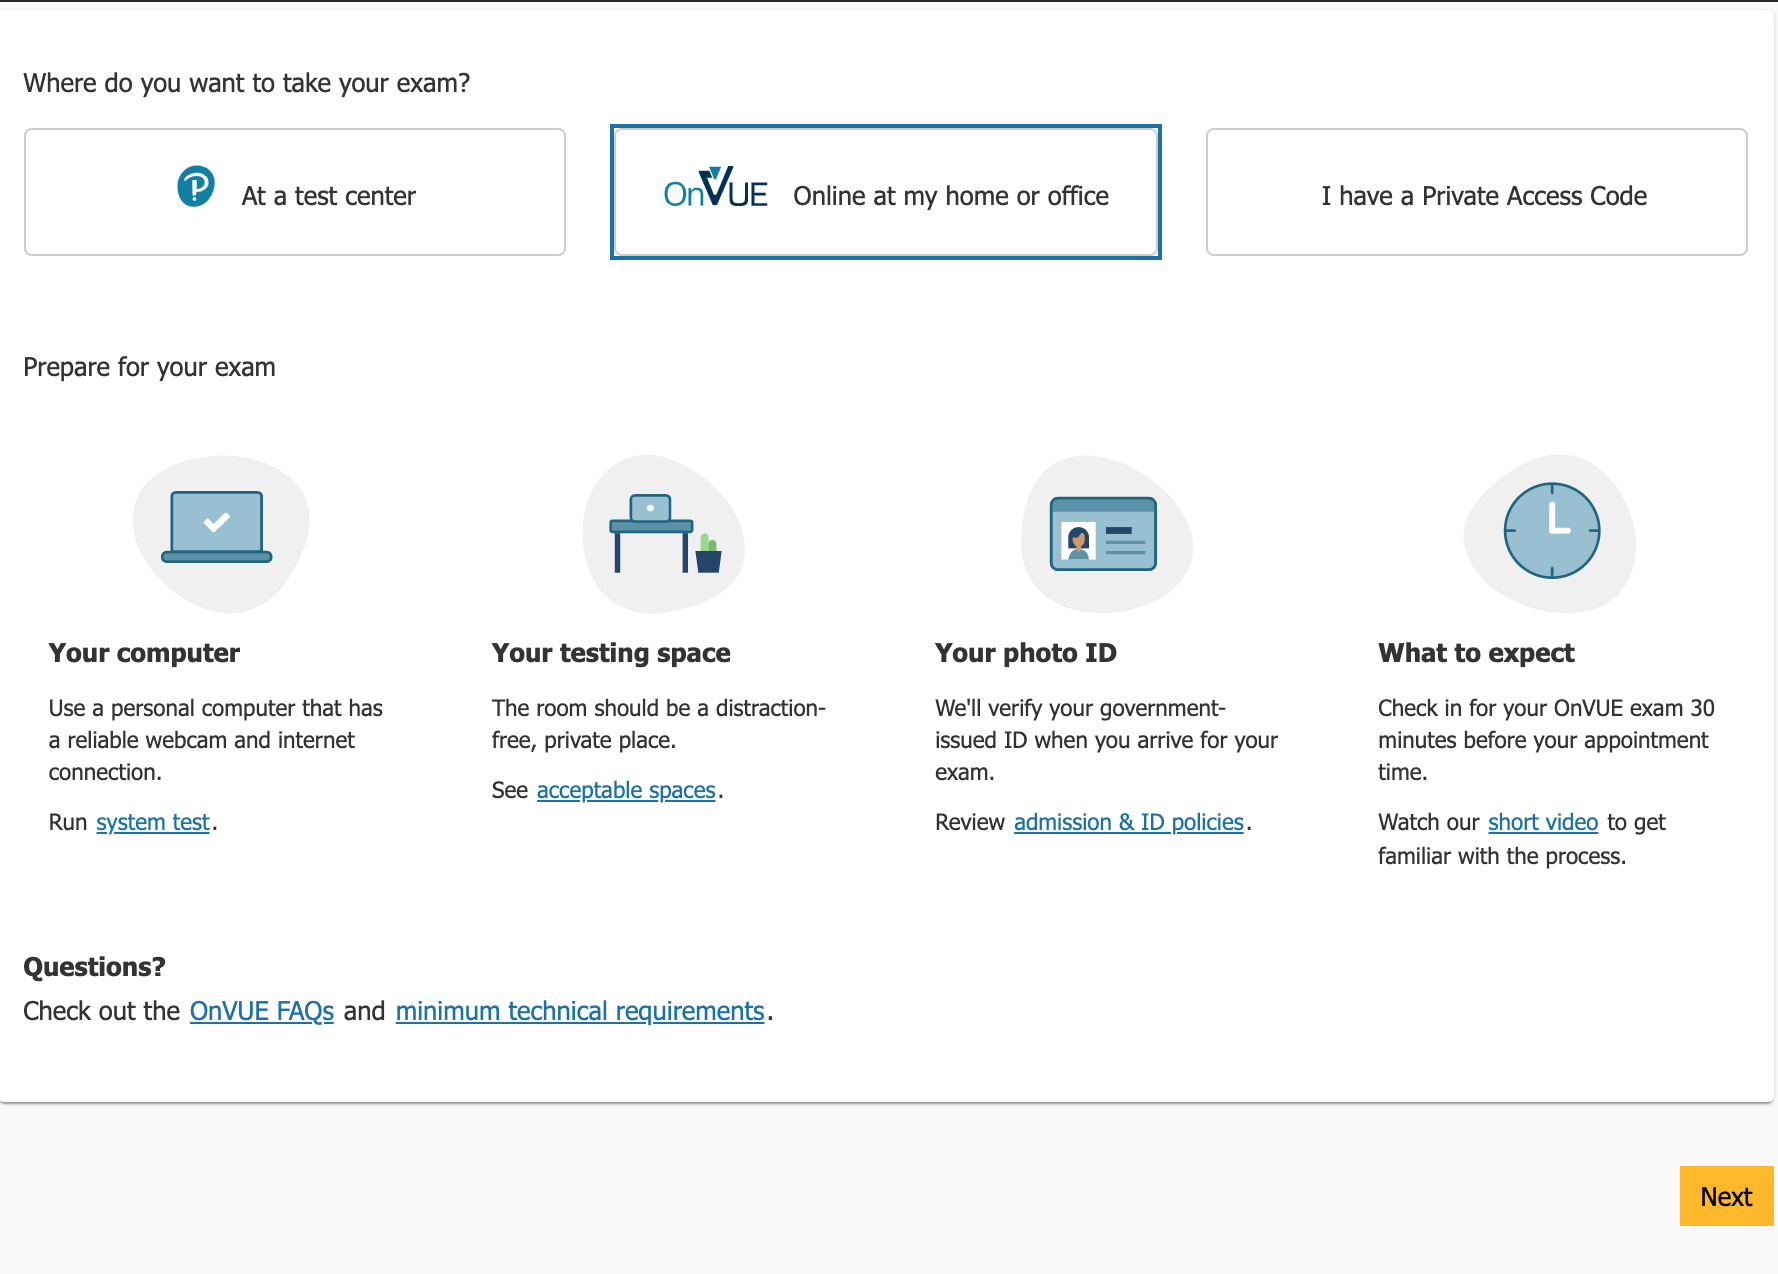 Where do you want to take your exam?
At a test center
OnVUE Online at my home or office
I have a Private Access Code
Prepare for your exam
Your computer
Use a personal computer that has
a reliable webcam and internet
connection.
Run system test.
Your testing space
The room should be a distraction-
free, private place.
See acceptable spaces.
Your photo ID
We'll verify your government-
issued ID when you arrive for your
exam.
Review admission & ID policies.
What to expect
Check in for your OnVUE exam 30
minutes before your appointment
time.
Watch our short video to get
familiar with the process.
Questions?
Check out the OnVUE FAQs and minimum technical requirements.
Next